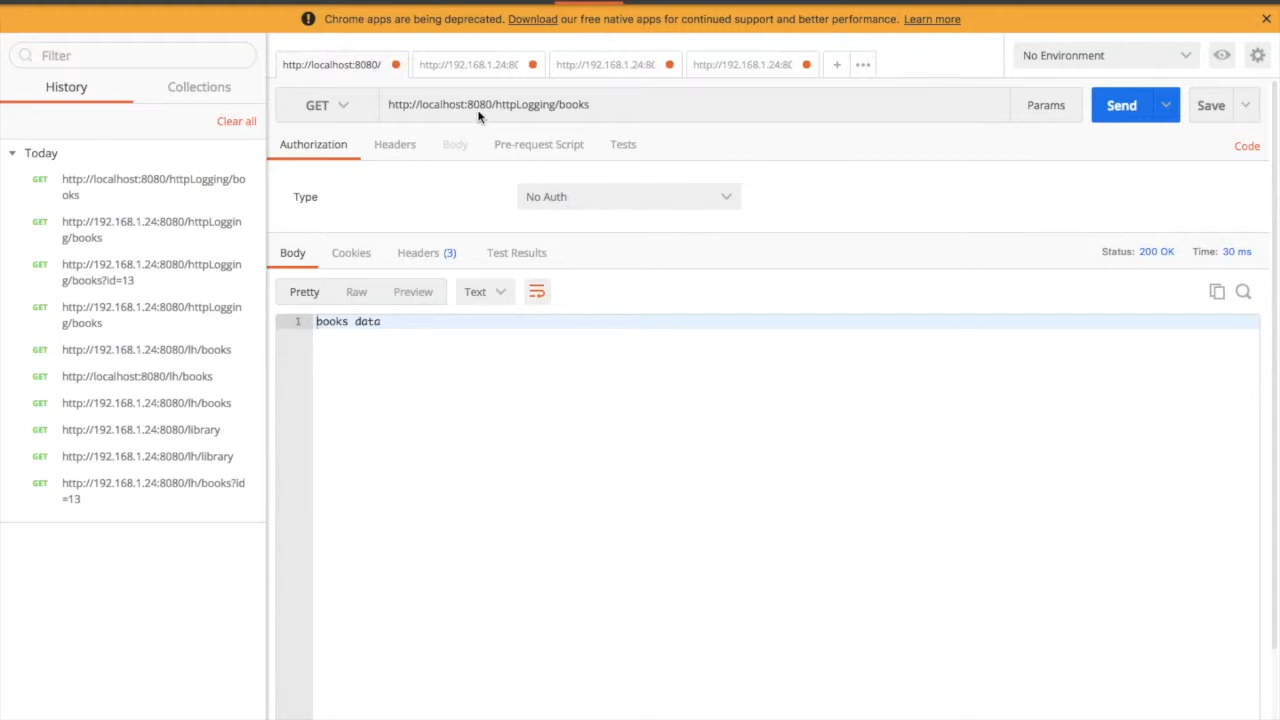 Chrome apps are being deprecated. Download our free native apps for continued support and better performance. Learn more
Filter
History
Collections
Clear all
Today
GET http://localhost:8080/httpLogging/bo
oks
GET http://192.168.1.24:8080/httpLoggin
g/books
GET http://192.168.1.24:8080/httpLoggin
g/books?id=13
GET http://192.168.1.24:8080/httpLoggin
g/books
GET http://192.168.1.24:8080/lh/books
GET http://localhost:8080/lh/books
GET http://192.168.1.24:8080/lh/books
GET http://192.168.1.24:8080/library
GET http://192.168.1.24:8080/lh/library
GET http://192.168.1.24:8080/lh/books?id
=13
http://localhost:8080/
http://192.168.1.24:8(
http://192.168.1.24:8(
http://192.168.1.24:8(
No Environment
GET
http://localhost:8080/httpLogging/books
Params
Send
Save
Authorization
Headers
Body
Pre-request Script
Tests
Code
Type
No Auth
Body
Cookies
Headers (3)
Test Results
Status: 200 OK
Time: 30 ms
Pretty
Raw
Preview
Text
1 books data